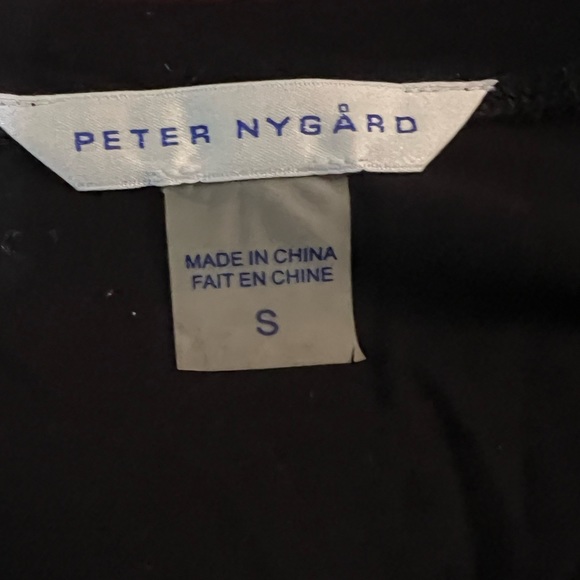 PETER NYGÅRD
MADE IN CHINA
FAIT EN CHINE
S